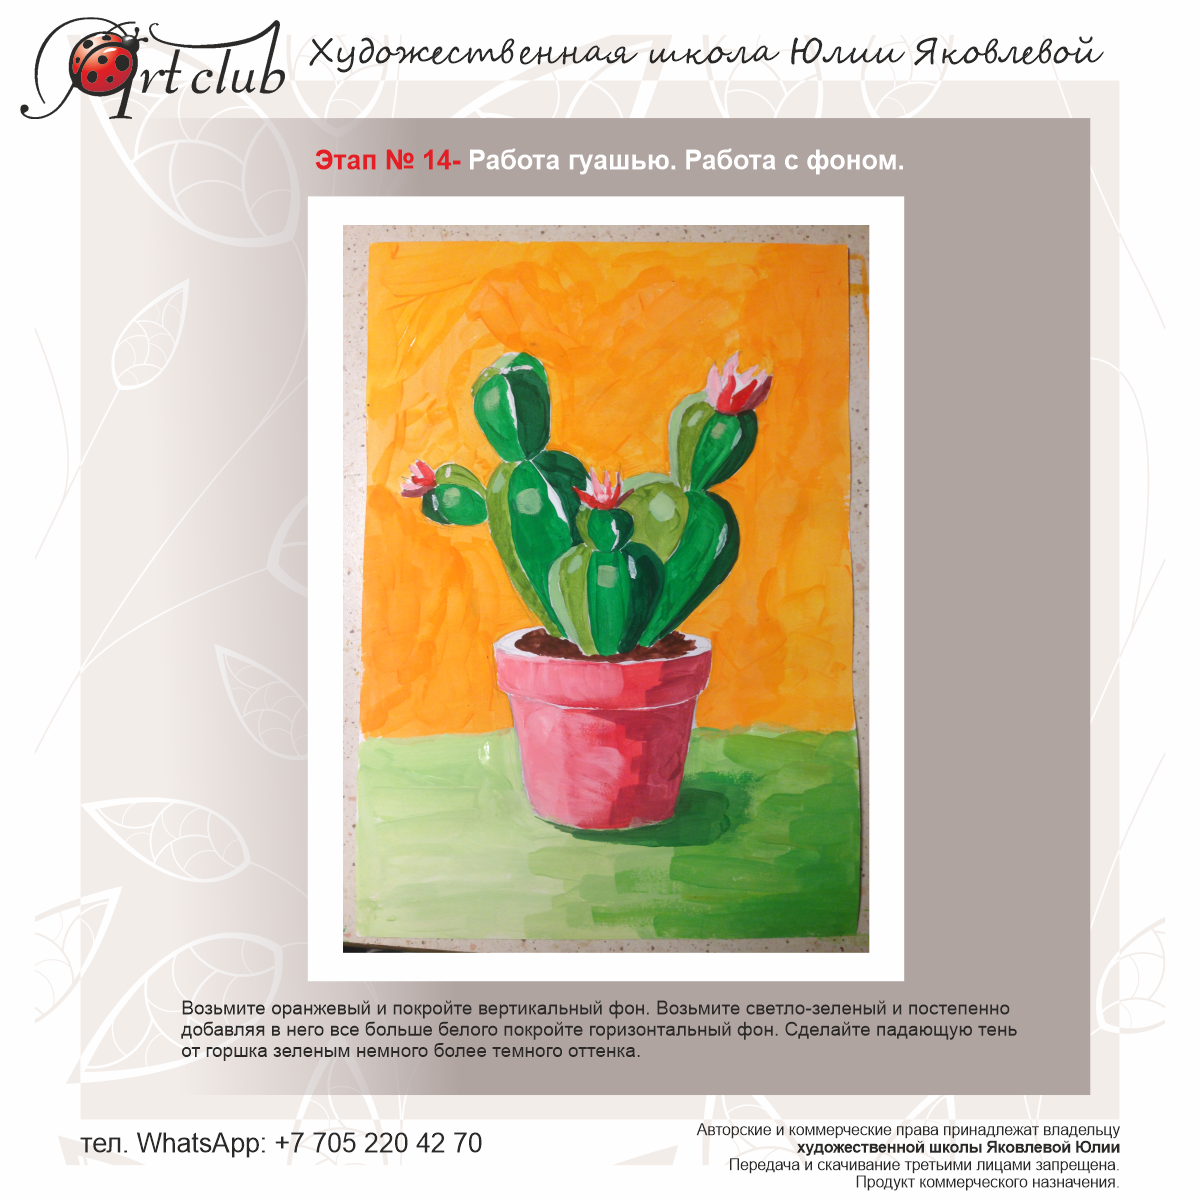 Art club
Художественная школа Юлии Яковлевой
Этап № 14- Работа гуашью. Работа с фоном.
Возьмите оранжевый и покройте вертикальный фон. Возьмите светло-зеленый и постепенно
добавляя в него все больше белого покройте горизонтальный фон. Сделайте падающую тень
от горшка зеленым немного более темного оттенка.
тел. WhatsApp: +7 705 220 42 70
Авторские и коммерческие права принадлежат владельцу
художественной школы Яковлевой Юлии
Передача и скачивание третьими лицами запрещена.
Продукт коммерческого назначения.